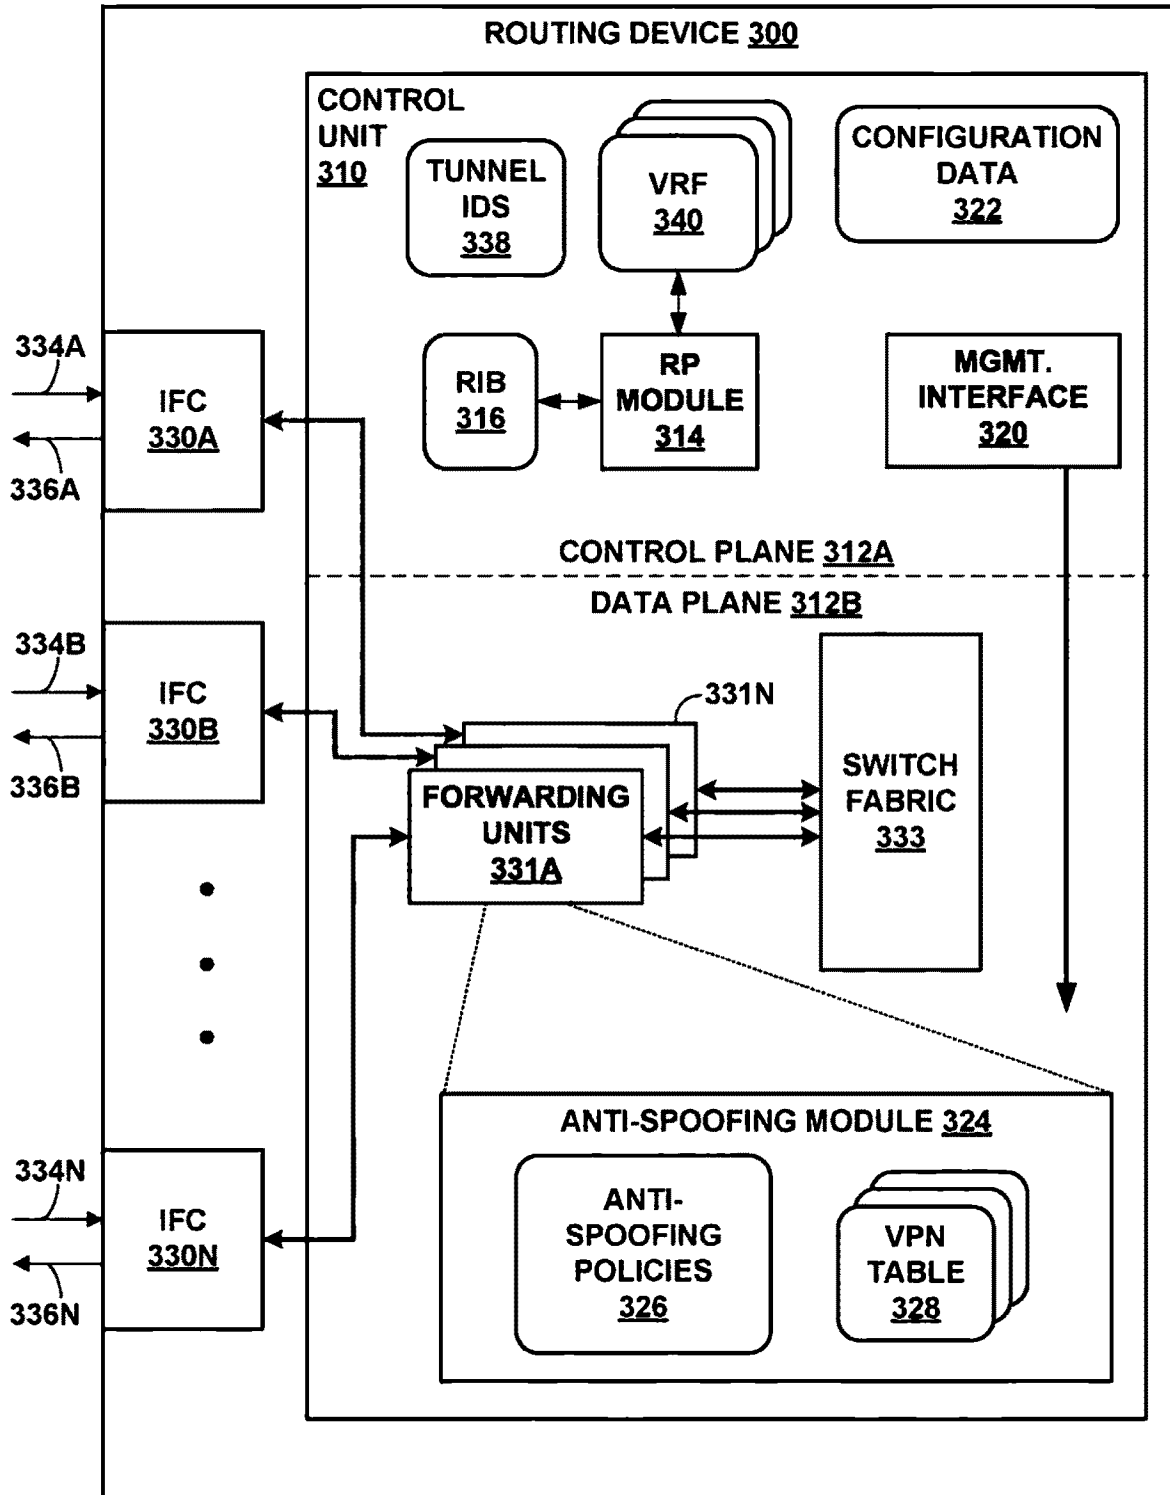 ROUTING DEVICE 300
CONTROL
UNIT
310
TUNNEL
IDS
338
VRF
340
CONFIGURATION
DATA
322
334A
IFC
330A
336A
RIB
316
RP
MODULE
314
MGMT.
INTERFACE
320
CONTROL PLANE 312A
DATA PLANE 312B
334B
IFC
330B
336B
331N
FORWARDING
UNITS
331A
SWITCH
FABRIC
333
ANTI-SPOOFING MODULE 324
334N
IFC
330N
336N
ANTI-
SPOOFING
POLICIES
326
VPN
TABLE
328